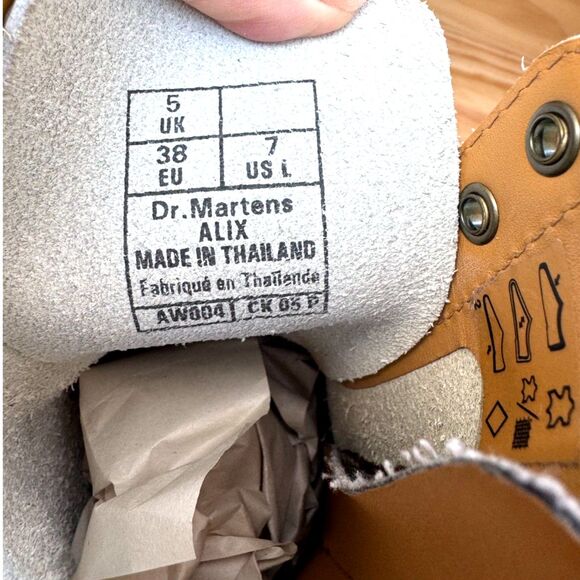 5
UK
38
EU
7
US L
Dr.Martens
ALIX
MADE IN THAILAND
Fabriqué en Thaïlande
AW004 CK 05 P